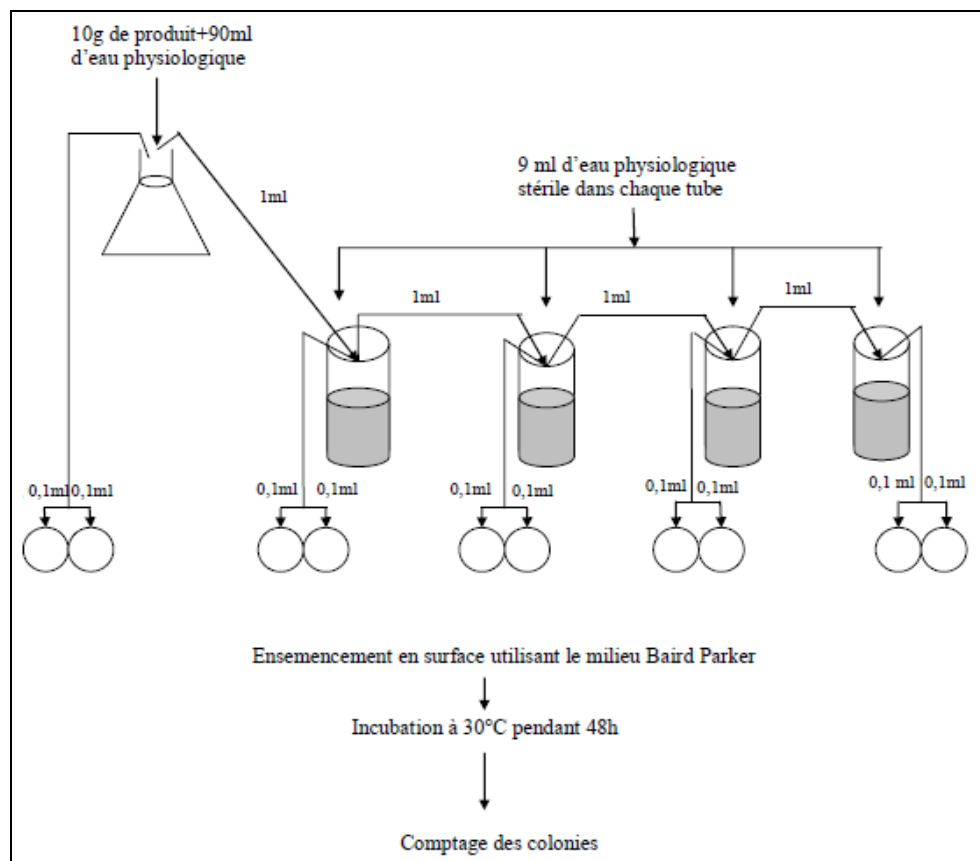 10g de produit+90ml
d'eau physiologique
9 ml d'eau physiologique
stérile dans chaque tube
1ml
1ml
1ml
1ml
0,1ml 0,1ml
0,1ml 0,1ml
0,1ml 0,1ml
0,1ml 0,1ml
0,1 ml 0,1ml
Ensemencement en surface utilisant le milieu Baird Parker
Incubation à 30°C pendant 48h
Comptage des colonies